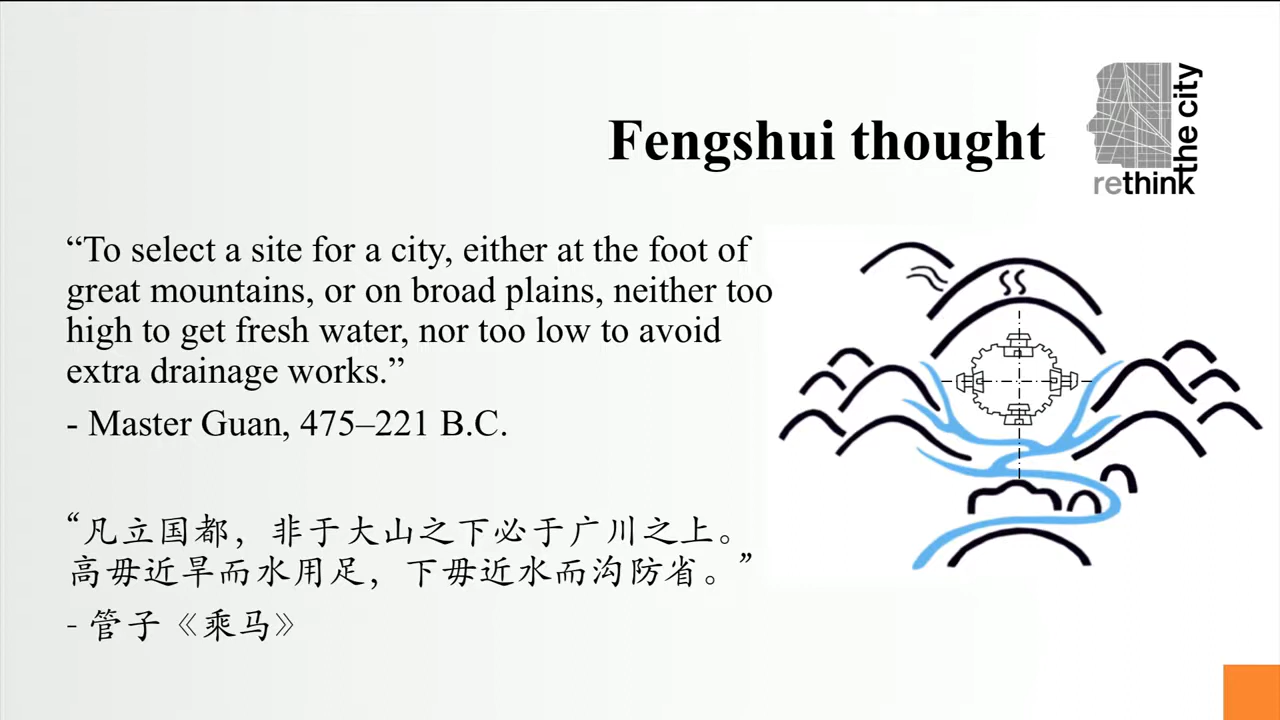 Fengshui thought
rethink
the city
“To select a site for a city, either at the foot of
great mountains, or on broad plains, neither too
high to get fresh water, nor too low to avoid
extra drainage works.”
- Master Guan, 475–221 B.C.
“凡立国都，非于大山之下必于广川之上。
高毋近旱而水用足，下毋近水而沟防省。”
- 管子《乘马》